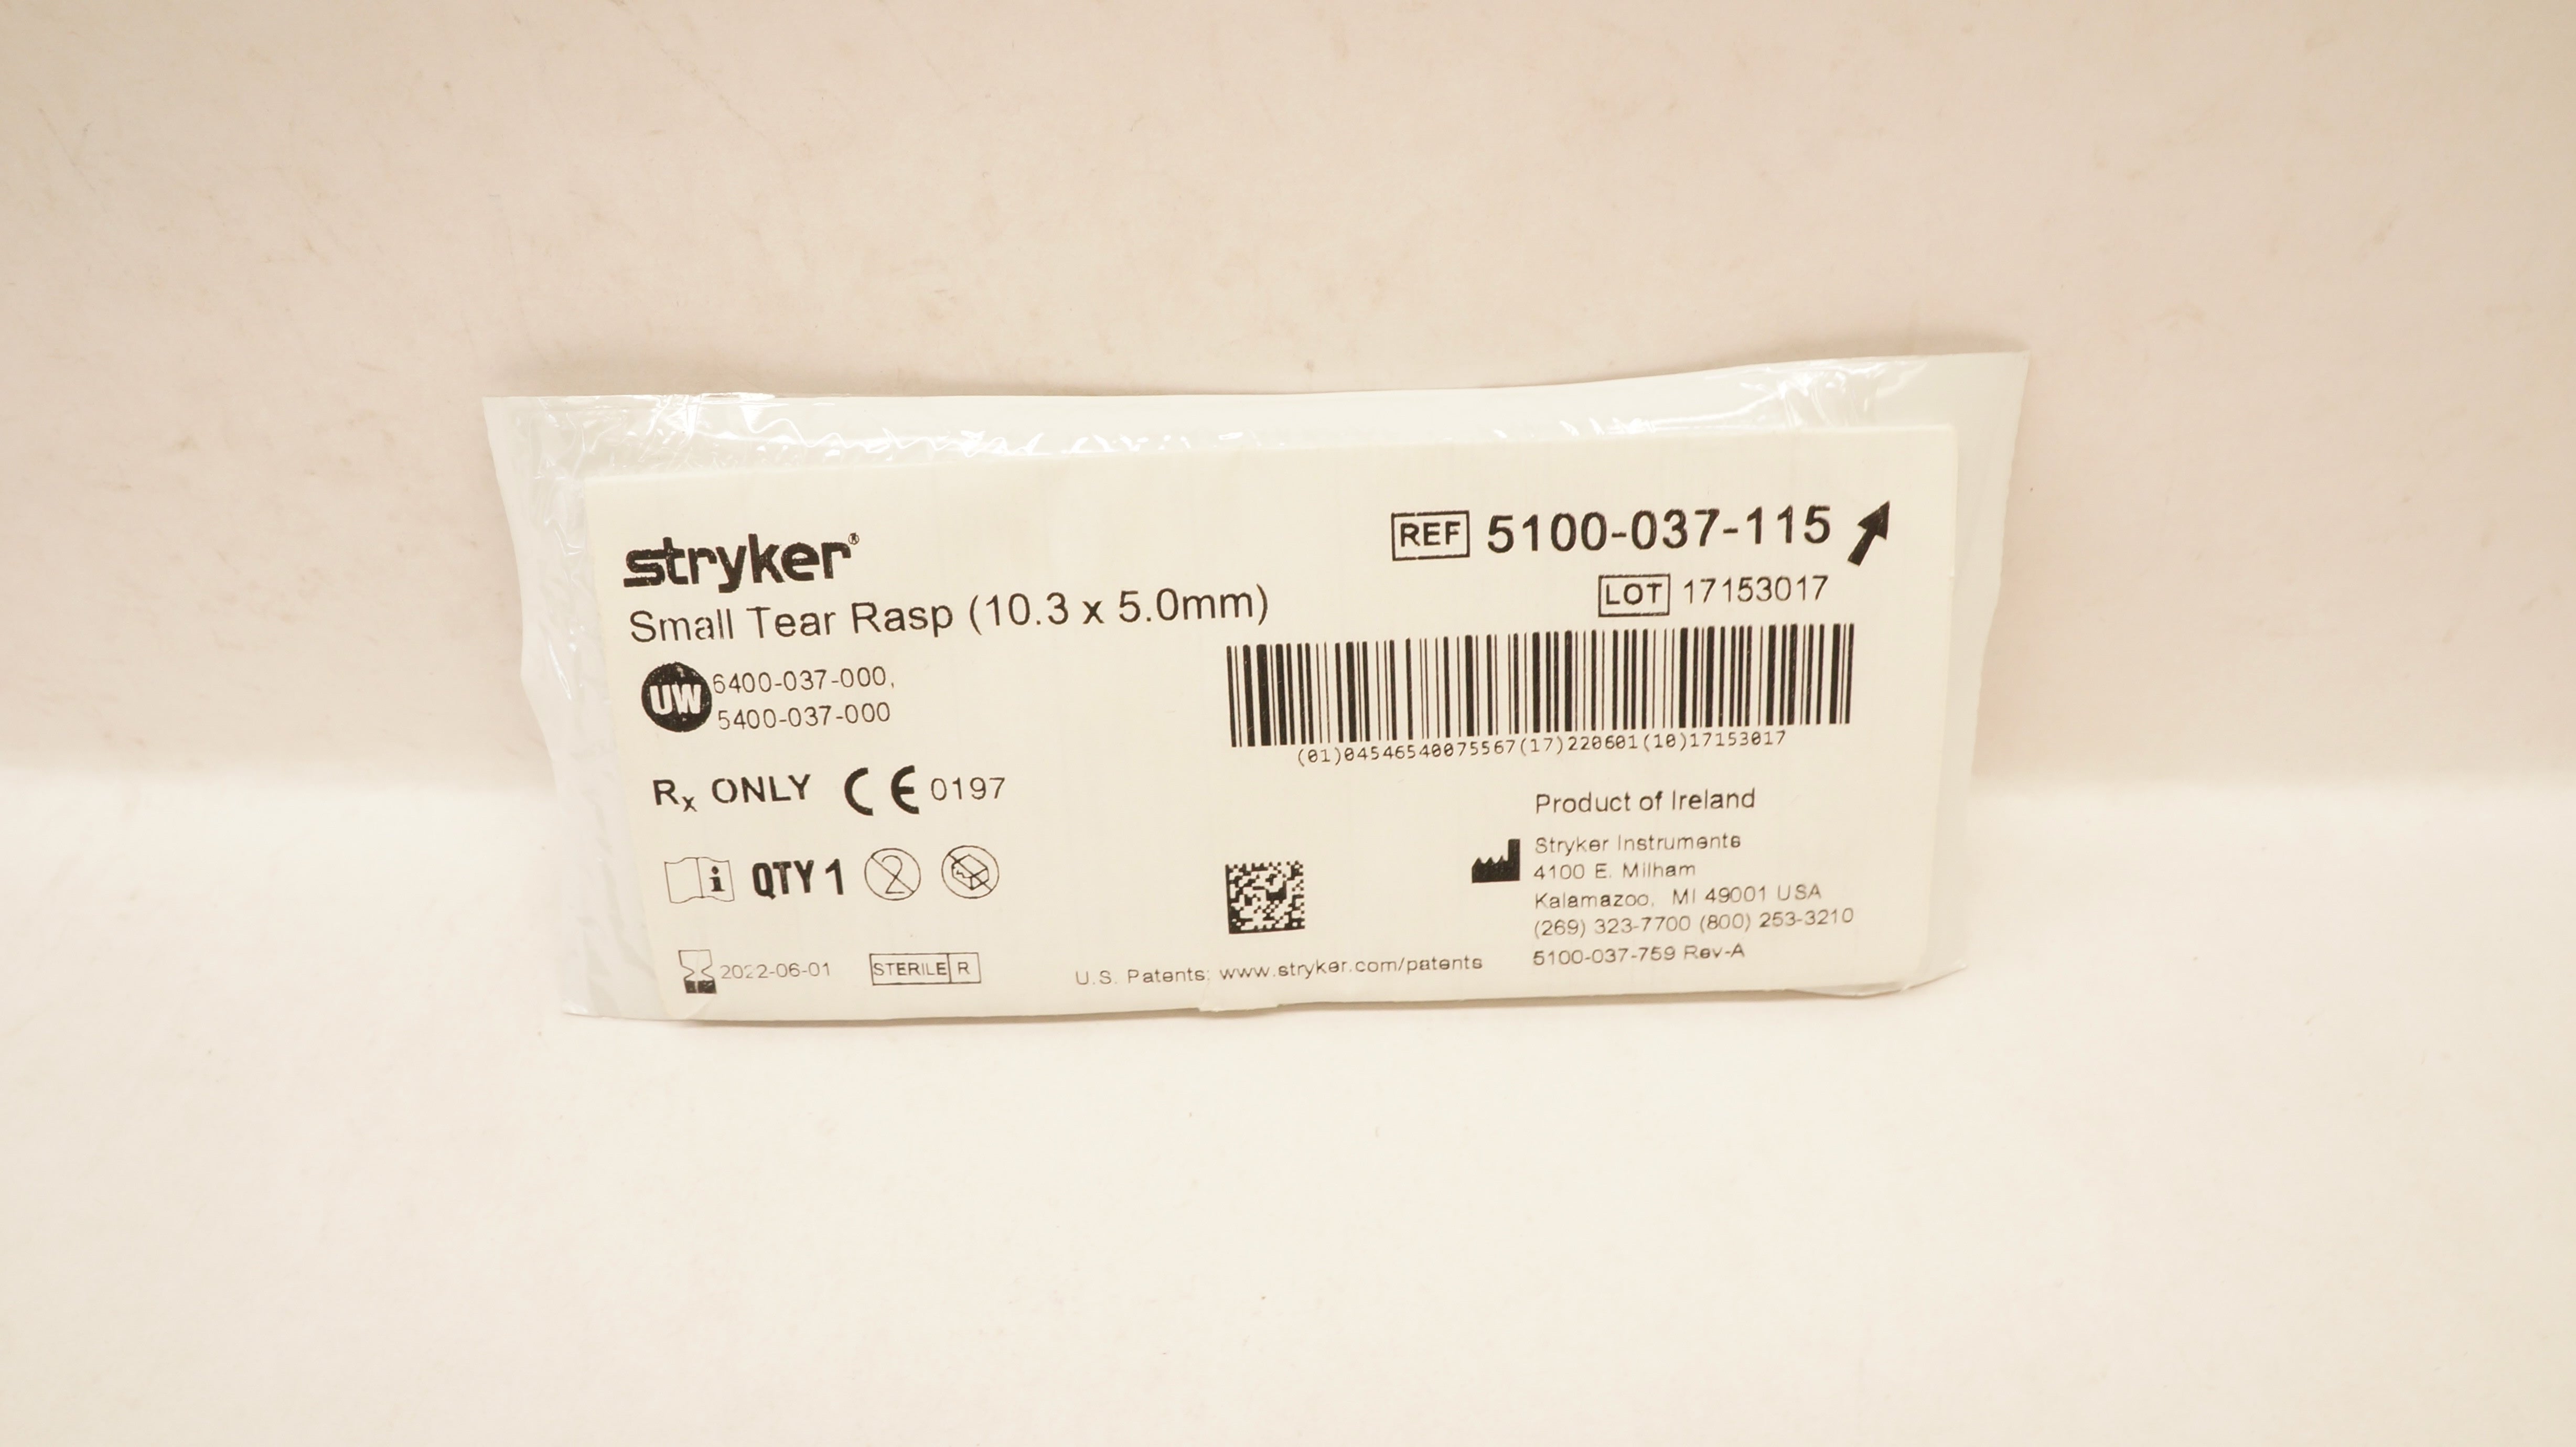 stryker®
Small Tear Rasp (10.3 x 5.0mm)
UW 6400-037-000,
5400-037-000
Rx ONLY CE 0197
i QTY 1 2
2022-06-01 STERILE R
REF 5100-037-115
LOT 17153017
(01)04546540075567(17)220601(10)17153017
Product of Ireland
Stryker Instruments
4100 E. Milham
Kalamazoo, MI 49001 USA
(269) 323-7700 (800) 253-3210
5100-037-759 Rev-A
U.S. Patents: www.stryker.com/patents